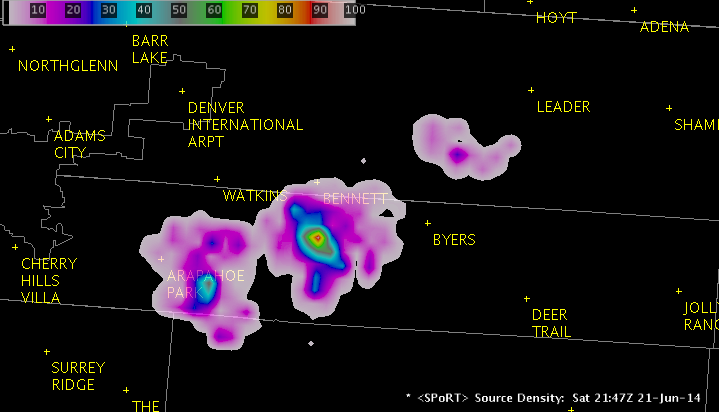 10 20 30 40 50 60 70 80 90 100
HOYT
ADENA
BARR
LAKE
NORTHGLENN
DENVER
INTERNATIONAL
ARPT
LEADER
ADAMS
CITY
SHAMI
WATKINS
BENNETT
BYERS
CHERRY
HILLS
VILLA
ARAPAHOE
PARK
DEER
TRAIL
JOLL
RANC
SURREY
RIDGE
THE
* <SPoRT> Source Density: Sat 21:47Z 21-Jun-14